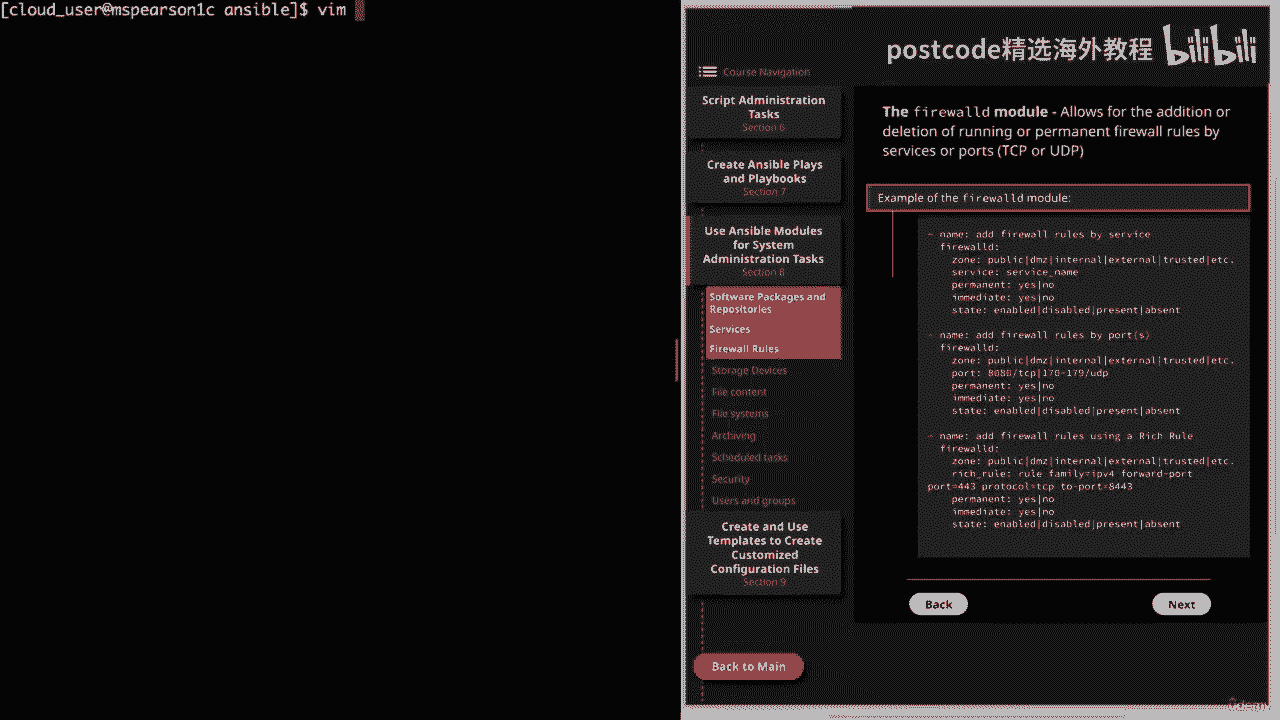 [cloud_user@mspearson1c ansible]$ vim
postcode精选海外教程 bilibili
Course Navigation
Script Administration
Tasks
Section 6
Create Ansible Plays
and Playbooks
Section 7
Use Ansible Modules
for System
Administration Tasks
Section 8
Software Packages and
Repositories
Services
Firewall Rules
Storage Devices
File content
File systems
Archiving
Scheduled tasks
Security
Users and groups
Create and Use
Templates to Create
Customized
Configuration Files
Section 9
Back to Main
The firewalld module - Allows for the addition or
deletion of running or permanent firewall rules by
services or ports (TCP or UDP)
Example of the firewalld module:
- name: add firewall rules by service
firewalld:
zone: public|dmz|internal|external|trusted|etc.
service: service_name
permanent: yes|no
immediate: yes|no
state: enabled|disabled|present|absent
- name: add firewall rules by port(s)
firewalld:
zone: public|dmz|internal|external|trusted|etc.
port: 8080/tcp|170-179/udp
permanent: yes|no
immediate: yes|no
state: enabled|disabled|present|absent
- name: add firewall rules using a Rich Rule
firewalld:
zone: public|dmz|internal|external|trusted|etc.
rich_rule: rule family=ipv4 forward-port
port=443 protocol=tcp to-port=8443
permanent: yes|no
immediate: yes|no
state: enabled|disabled|present|absent
Back
Next
ûdemy